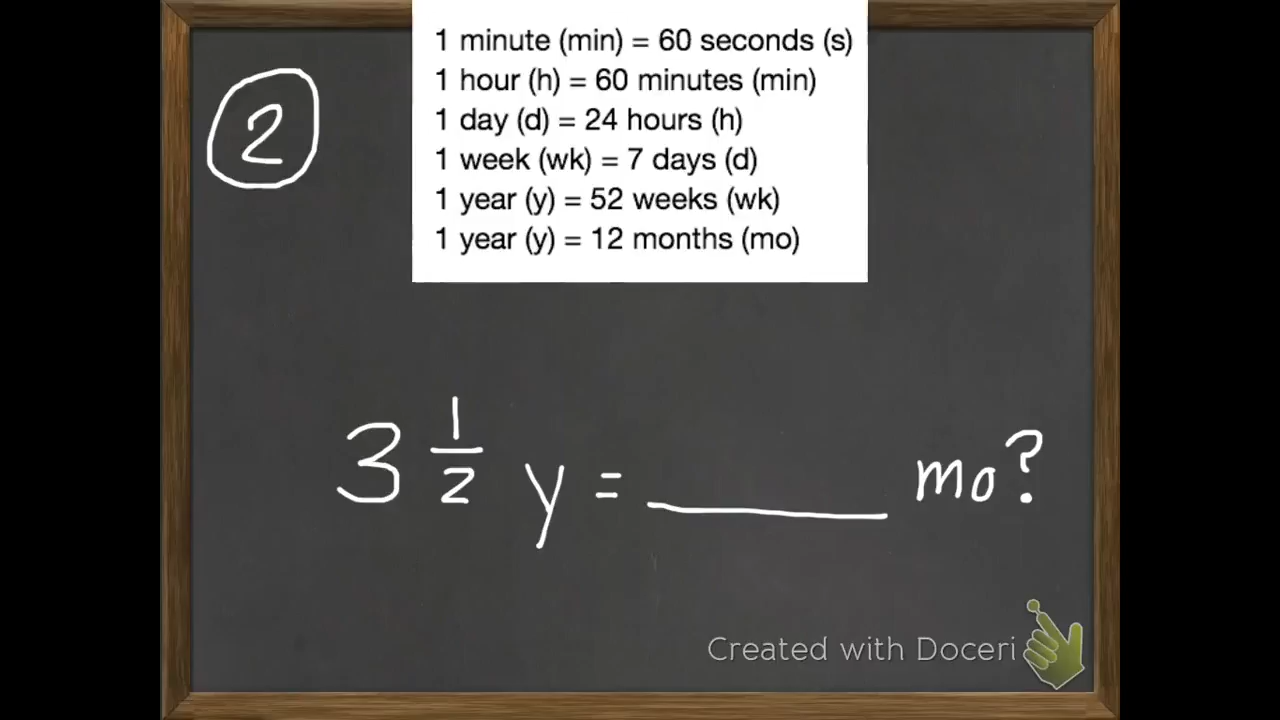 1 minute (min) = 60 seconds (s)
1 hour (h) = 60 minutes (min)
1 day (d) = 24 hours (h)
1 week (wk) = 7 days (d)
1 year (y) = 52 weeks (wk)
1 year (y) = 12 months (mo)
2
3 1/2 y = ______ mo?
Created with Doceri